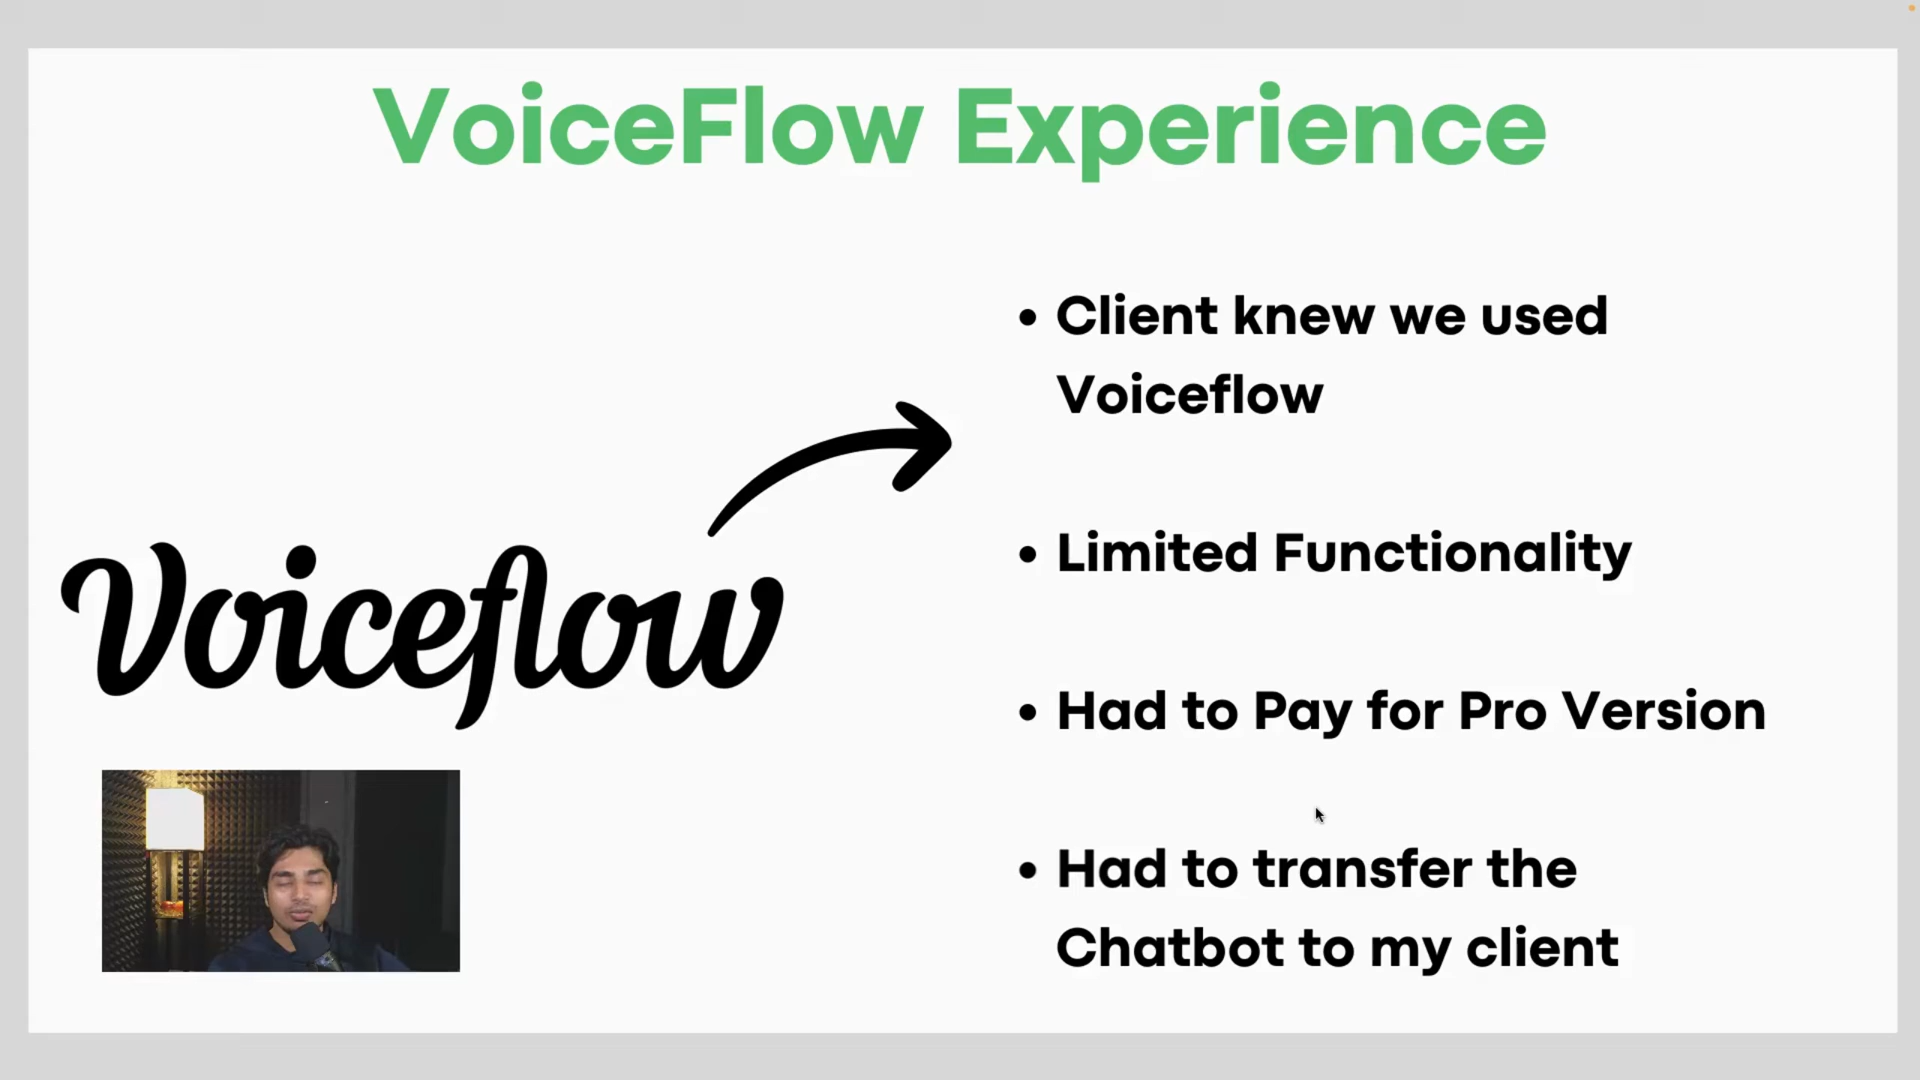 VoiceFlow Experience
• Client knew we used
Voiceflow
• Limited Functionality
• Had to Pay for Pro Version
• Had to transfer the
Chatbot to my client
Voiceflow